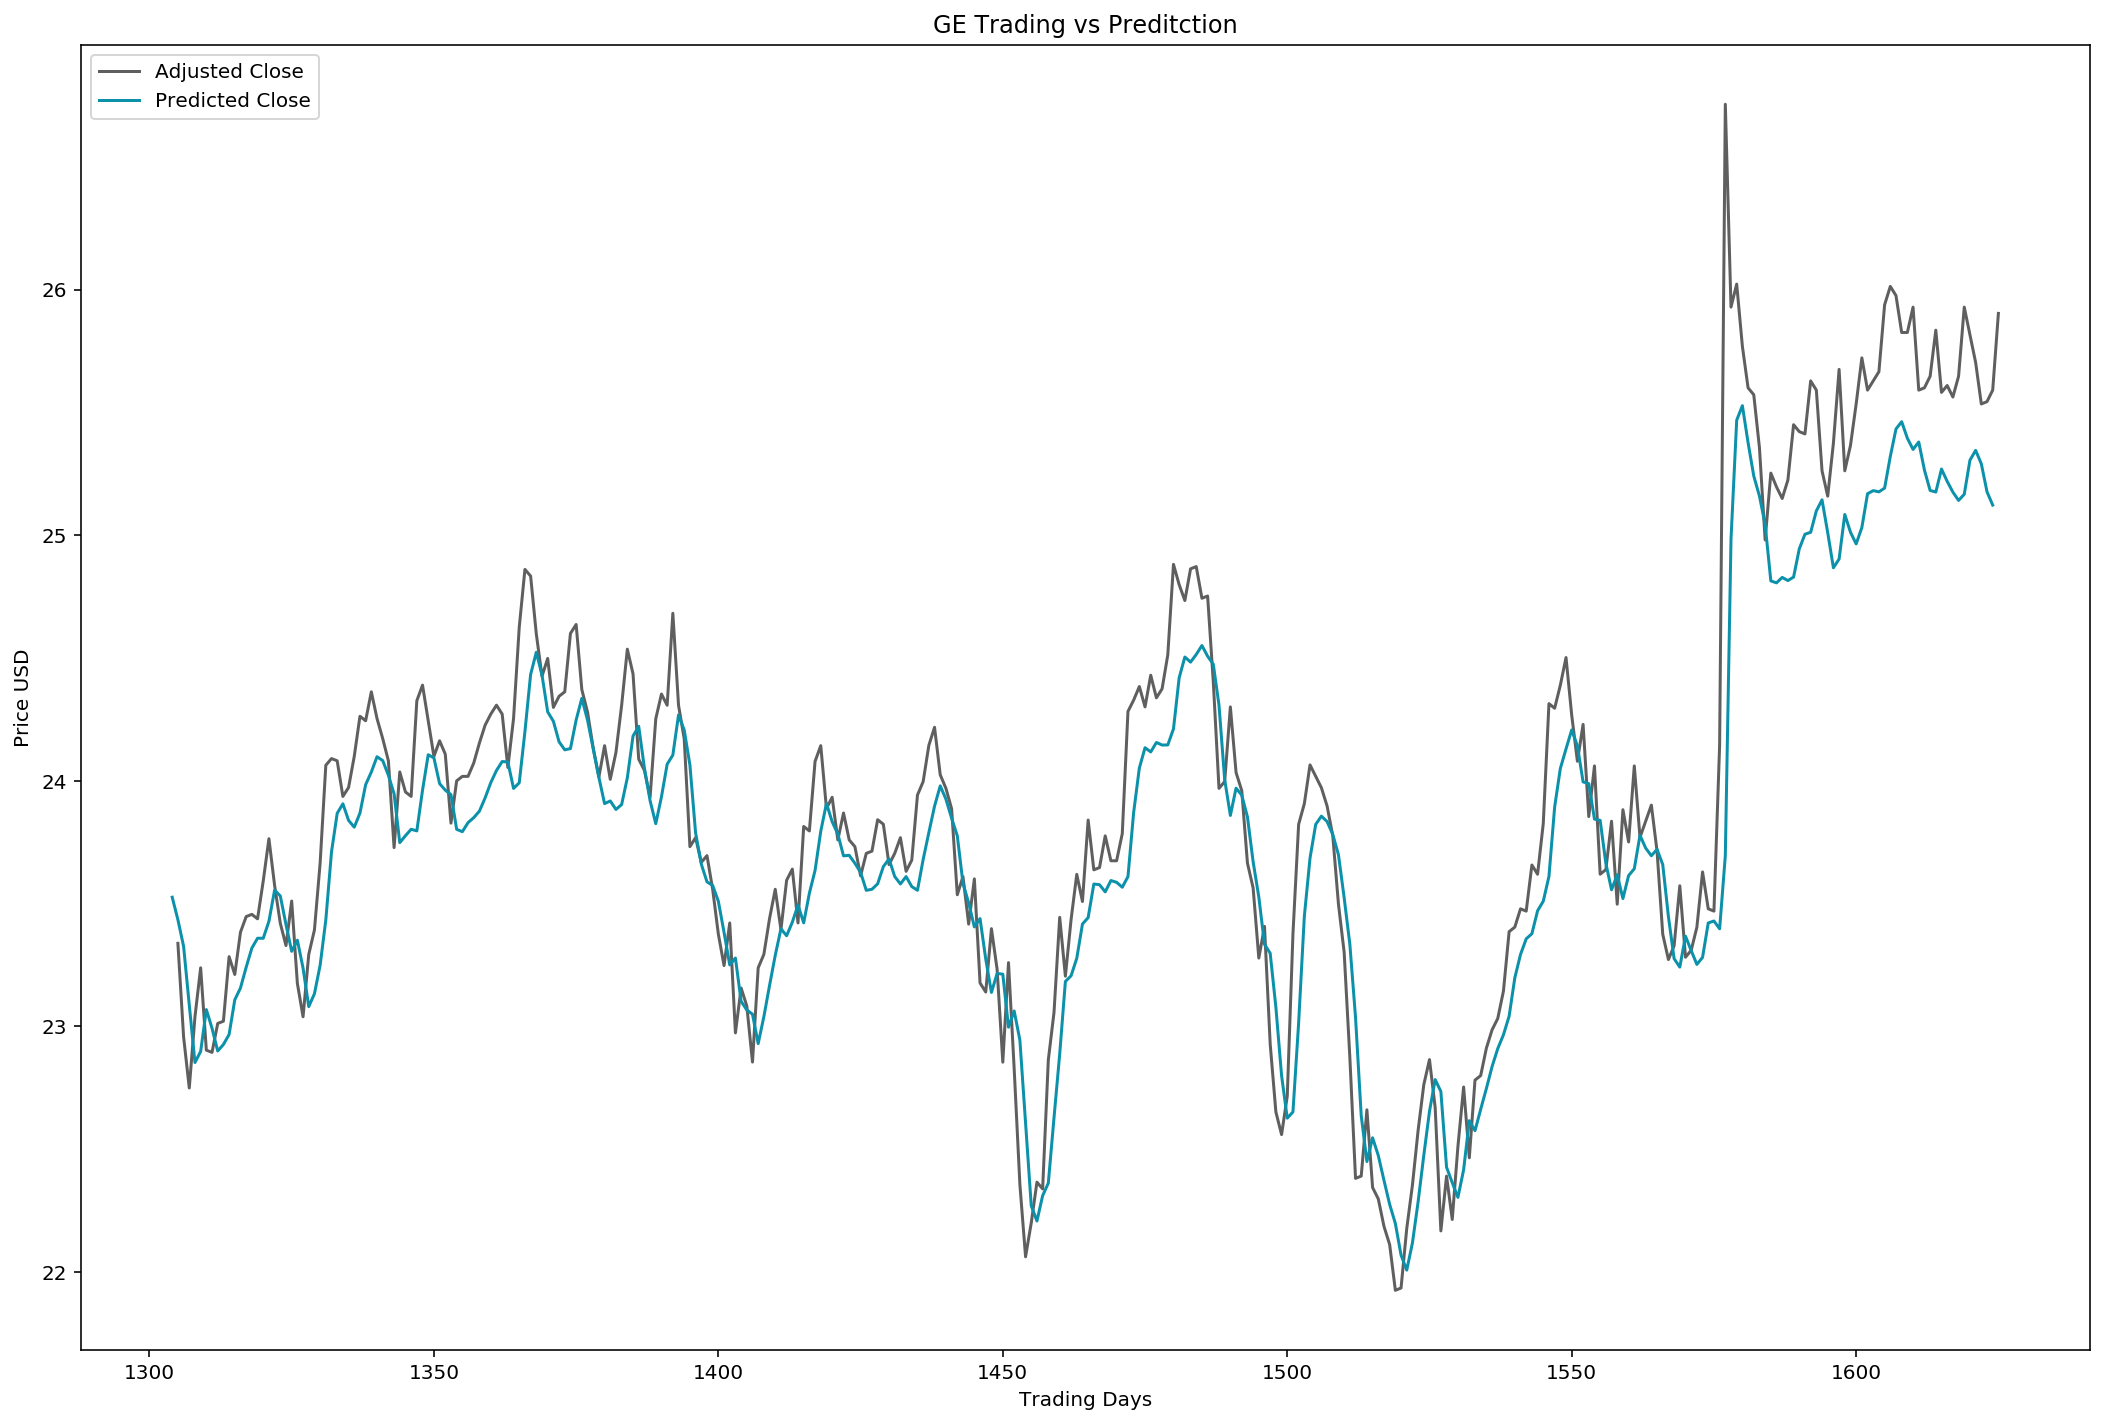 GE Trading vs Preditction
Adjusted Close
Predicted Close
26
25
24
23
22
Price USD
1300 1350 1400 1450 1500 1550 1600
Trading Days